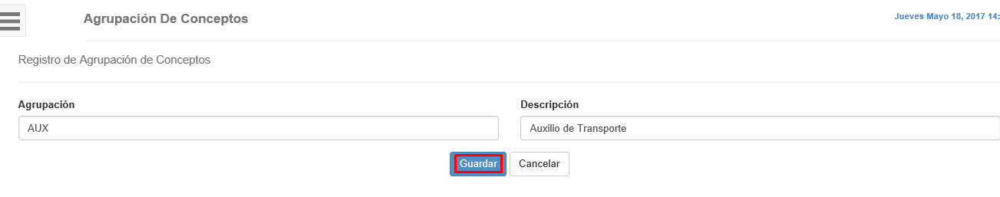 Agrupación De Conceptos
Jueves Mayo 18, 2017 14:
Registro de Agrupación de Conceptos
Agrupación
Descripción
AUX
Auxilio de Transporte
Guardar
Cancelar